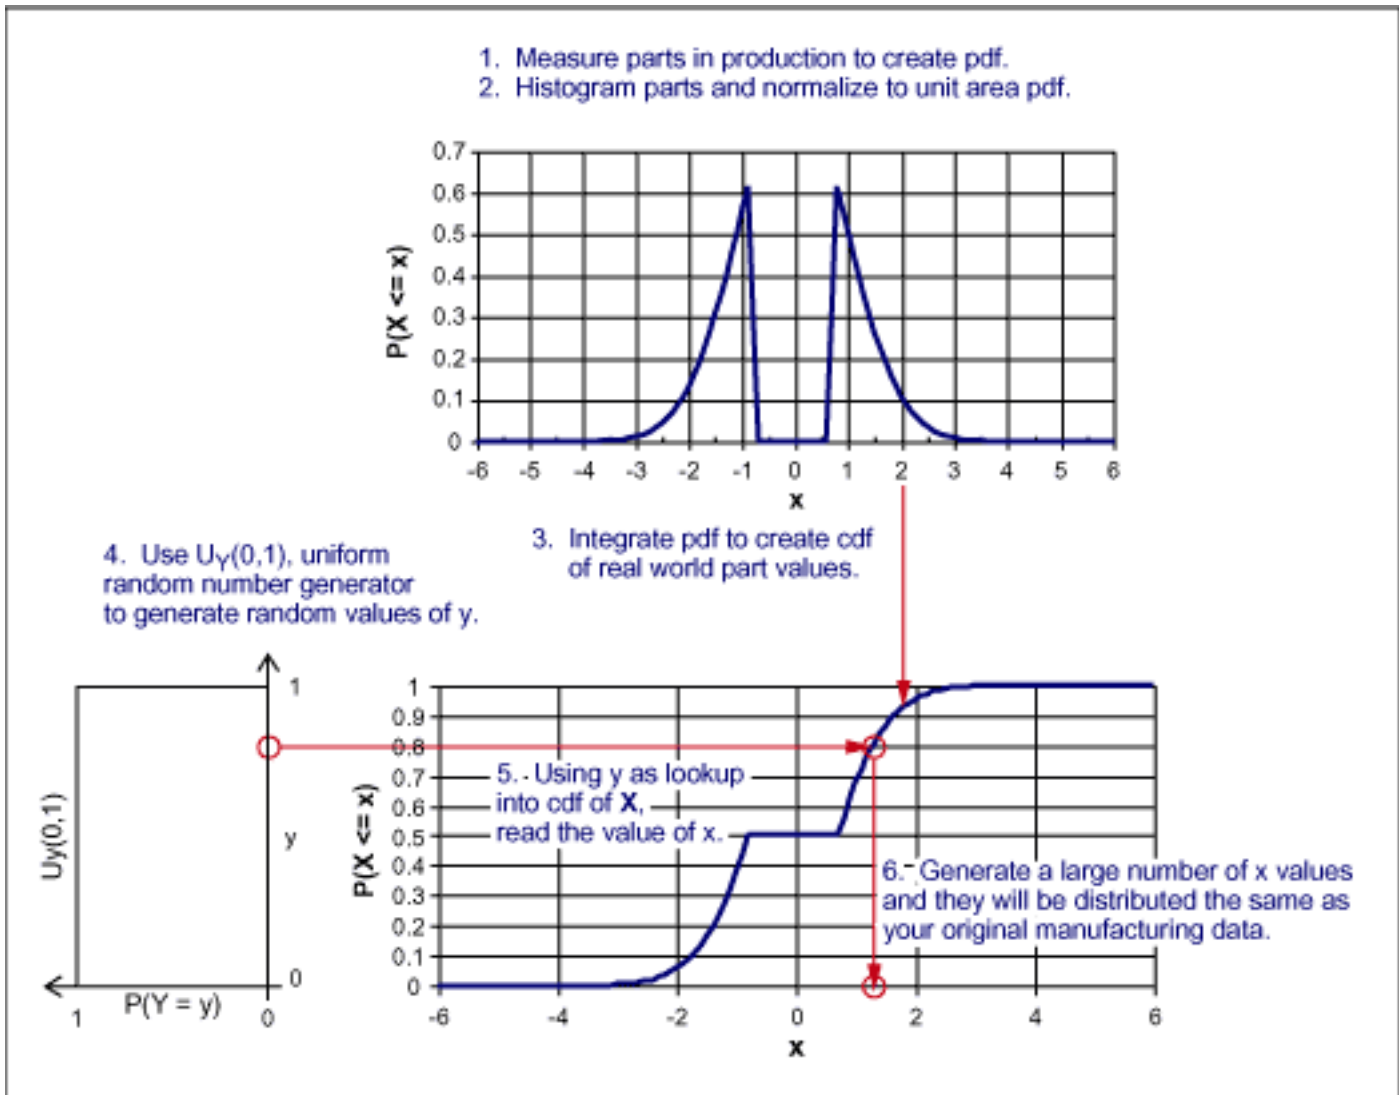 1. Measure parts in production to create pdf.
2. Histogram parts and normalize to unit area pdf.
0.7
0.6
0.5
0.4
0.3
0.2
0.1
0
P(X <= x)
-6 -5 -4 -3 -2 -1 0 1 2 3 4 5 6
x
3. Integrate pdf to create cdf
of real world part values.
4. Use UY(0,1), uniform
random number generator
to generate random values of y.
1
y
0
Uy(0,1)
1 P(Y = y) 0
1
0.9
0.8
0.7
0.6
0.5
0.4
0.3
0.2
0.1
0
P(X <= x)
5. Using y as lookup
into cdf of X,
read the value of x.
6. Generate a large number of x values
and they will be distributed the same as
your original manufacturing data.
-6 -4 -2 0 2 4 6
x